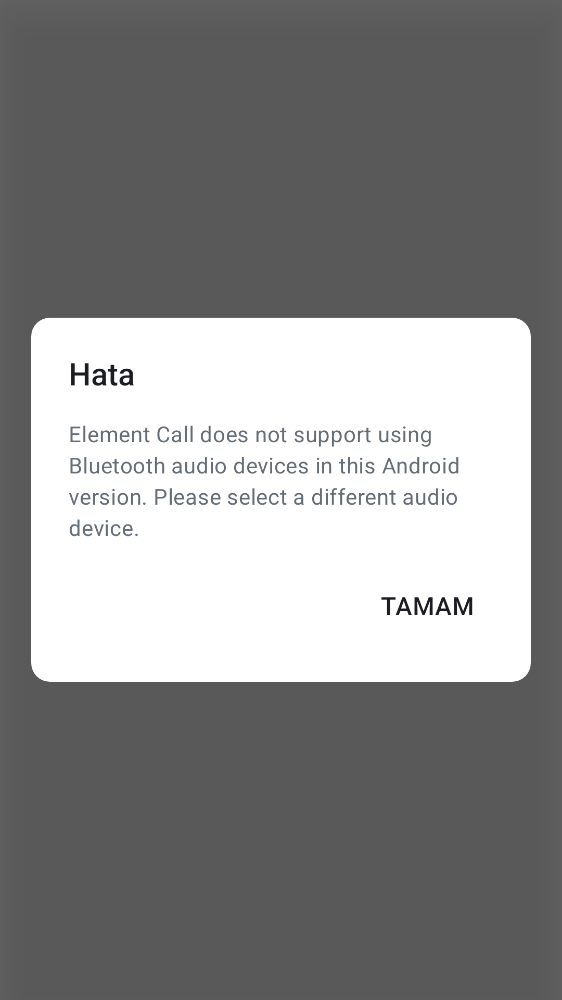 Hata
Element Call does not support using
Bluetooth audio devices in this Android
version. Please select a different audio
device.
TAMAM